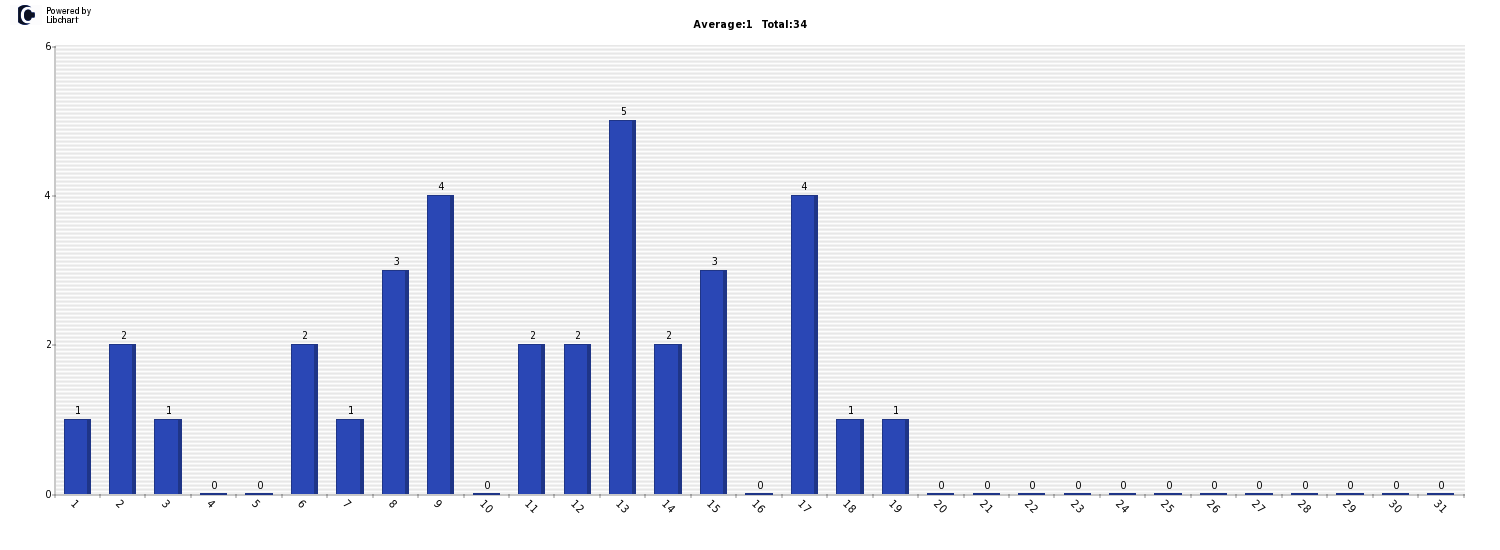 Powered by
Libchart
Average:1 Total:34
6
4
2
0
1 2 1 0 0 2 1 3 4 0 2 2 5 2 3 0 4 1 1 0 0 0 0 0 0 0 0 0 0 0 0
1 2 3 4 5 6 7 8 9 10 11 12 13 14 15 16 17 18 19 20 21 22 23 24 25 26 27 28 29 30 31